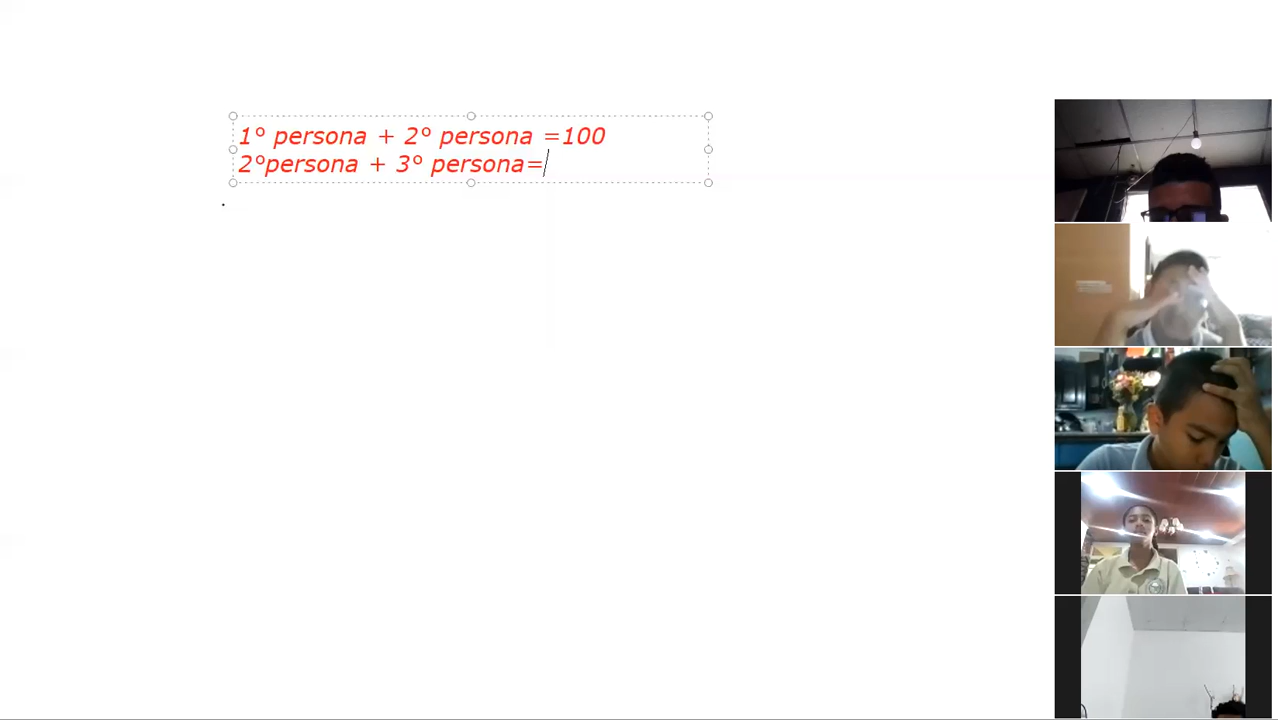 1° persona + 2° persona =100
2°persona + 3° persona=